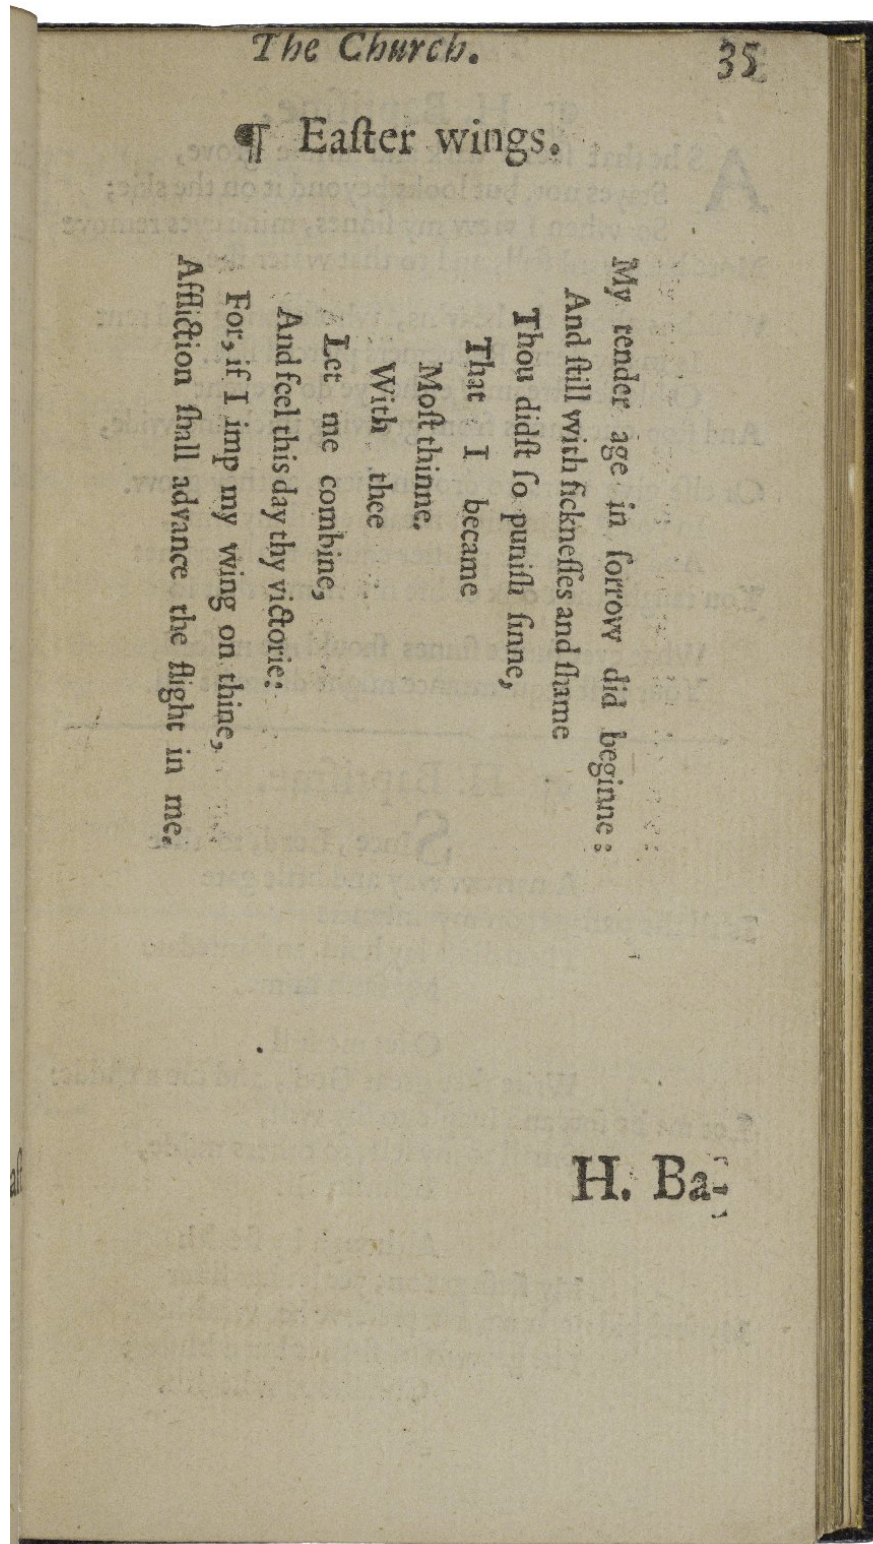 The Church. 35
¶ Eaſter wings.
My tender age in ſorrow did beginne:
And ſtill with ſickneſſes and ſhame
Thou didſt ſo puniſh ſinne,
That I became
Moſt thinne.
With thee
Let me combine,
And feel this day thy victorie:
For, if I imp my wing on thine,
Affliction ſhall advance the flight in me.
H. Ba-